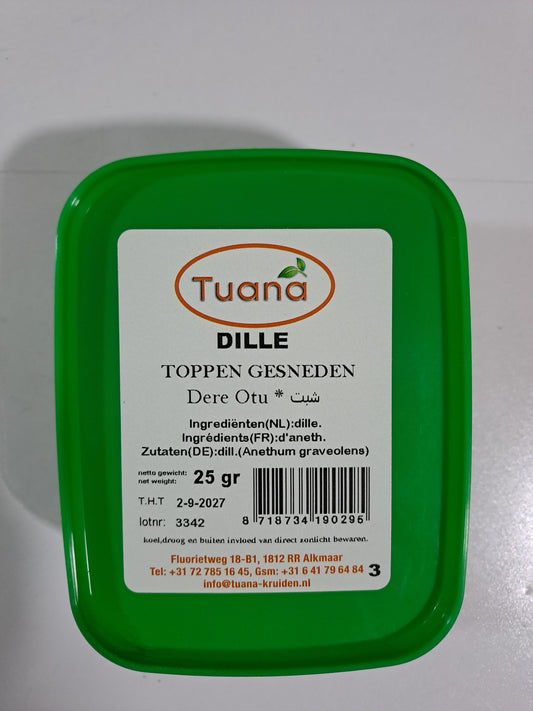 Tuana
DILLE
TOPPEN GESNEDEN
Dere Otu * شبت
Ingrediënten(NL):dille.
Ingrédients(FR):d'aneth.
Zutaten(DE):dill.(Anethum graveolens)
netto gewicht:
net weight: 25 gr
T.H.T 2-9-2027
lotnr: 3342
8 718734 190295
koel,droog en buiten invloed van direct zonlicht bewaren.
Fluorietweg 18-B1, 1812 RR Alkmaar
Tel: +31 72 785 16 45, Gsm: +31 6 41 79 64 84 3
info@tuana-kruiden.nl